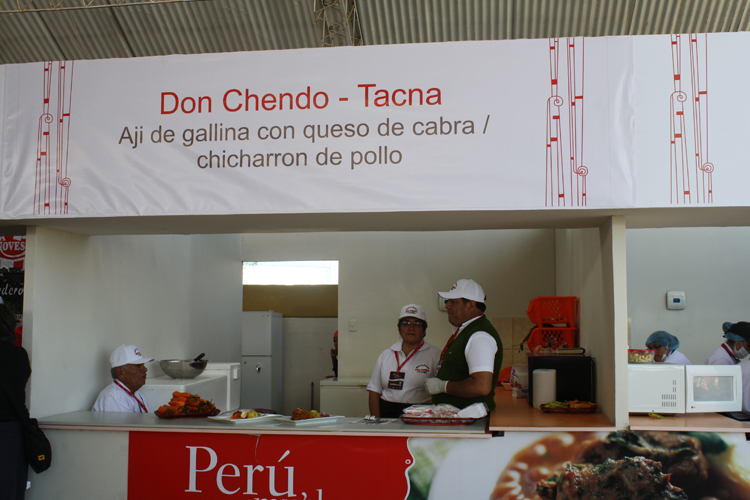 Don Chendo - Tacna
Aji de gallina con queso de cabra /
chicharron de pollo
Perú